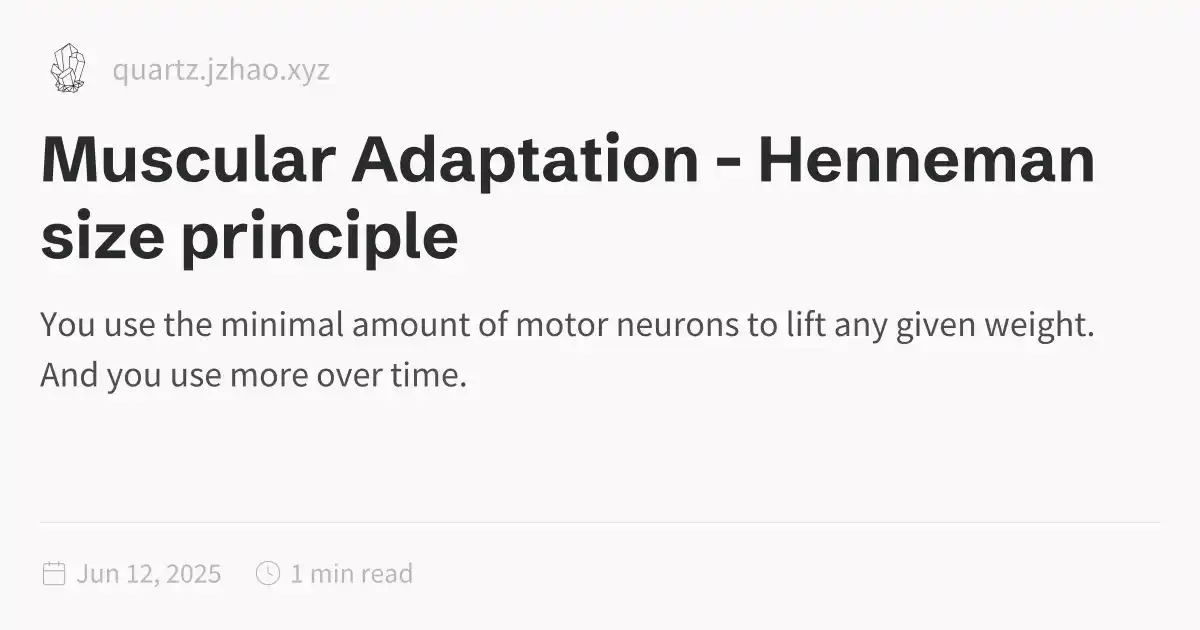 quartz.jzhao.xyz
Muscular Adaptation - Henneman
size principle
You use the minimal amount of motor neurons to lift any given weight.
And you use more over time.
Jun 12, 2025 1 min read